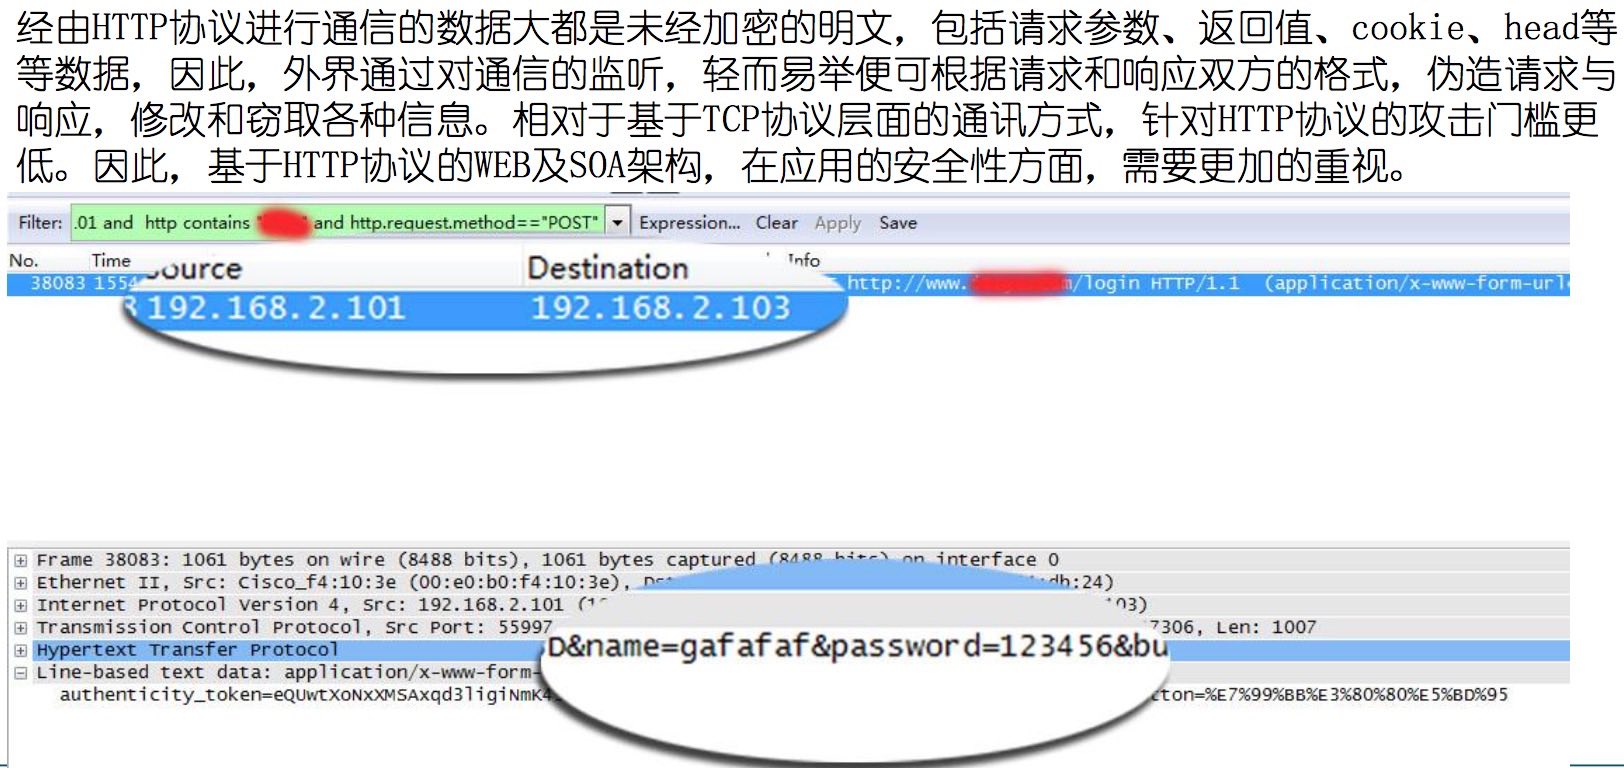 经由HTTP协议进行通信的数据大都是未经加密的明文，包括请求参数、返回值、cookie、head等
等数据，因此，外界通过对通信的监听，轻而易举便可根据请求和响应双方的格式，伪造请求与
响应，修改和窃取各种信息。相对于基于TCP协议层面的通讯方式，针对HTTP协议的攻击门槛更
低。因此，基于HTTP协议的WEB及SOA架构，在应用的安全性方面，需要更加的重视。
Filter: .01 and http contains " " and http.request.method=="POST" Expression... Clear Apply Save
No. Time Source Destination Info
38083 1554 192.168.2.101 192.168.2.103 http://www. m/login HTTP/1.1 (application/x-www-form-url
Frame 38083: 1061 bytes on wire (8488 bits), 1061 bytes captured (8488 bits) on interface 0
Ethernet II, Src: Cisco_f4:10:3e (00:e0:b0:f4:10:3e), Dst :db:24)
Internet Protocol Version 4, Src: 192.168.2.101 (19 03)
Transmission Control Protocol, Src Port: 55997 7306, Len: 1007
D&name=gafafaf&password=123456&bu
Hypertext Transfer Protocol
Line-based text data: application/x-www-form-
authenticity_token=eQUwtXoNxXMSAxqd3ligiNmK4 tton=%E7%99%BB%E3%80%80%E5%BD%95